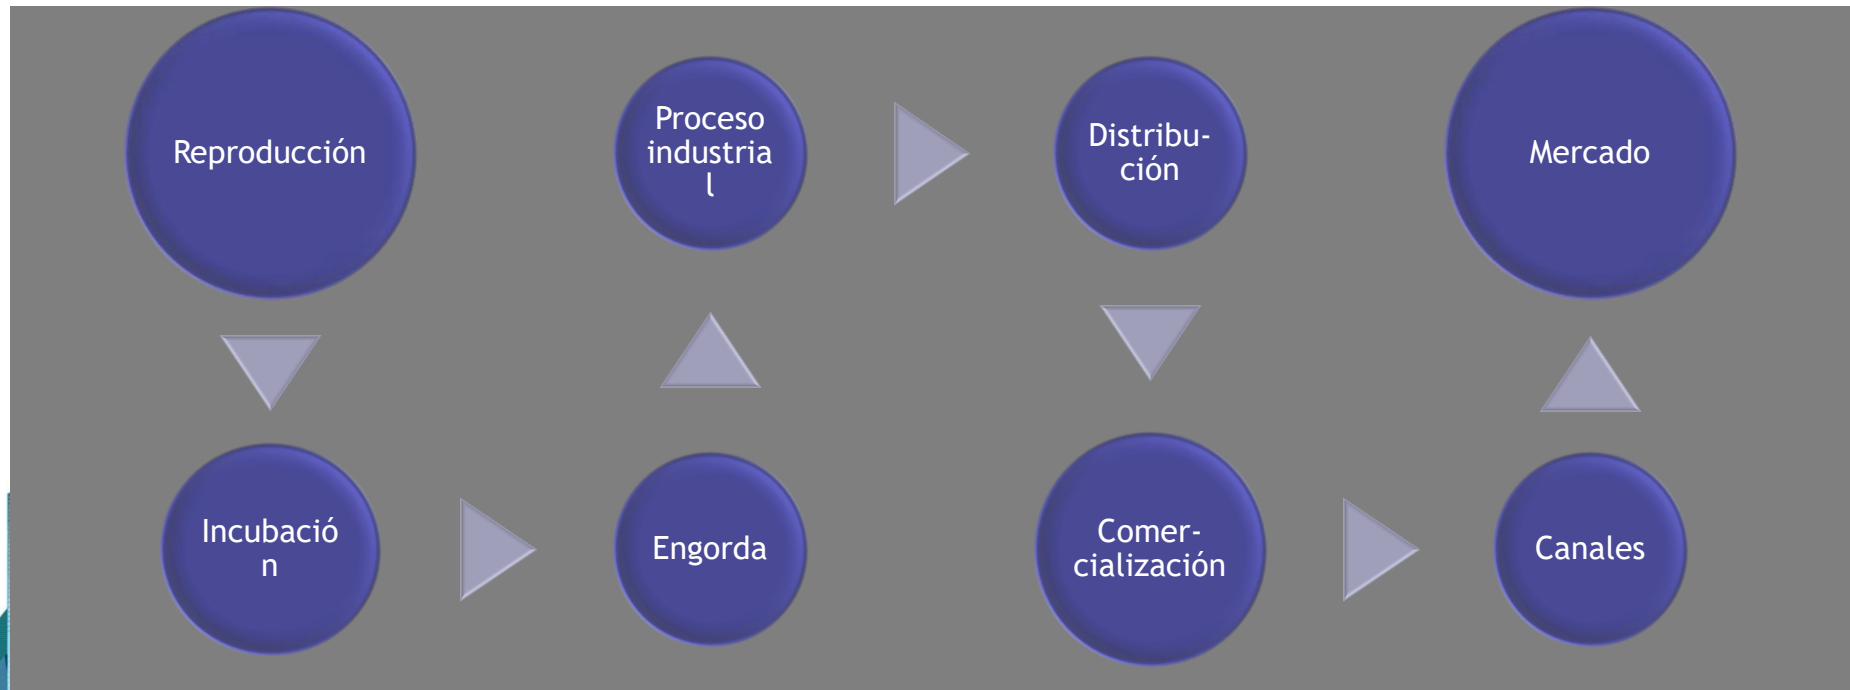 Reproducción
Incubació
n
Engorda
Proceso
industria
l
Distribu-
ción
Comer-
cialización
Canales
Mercado